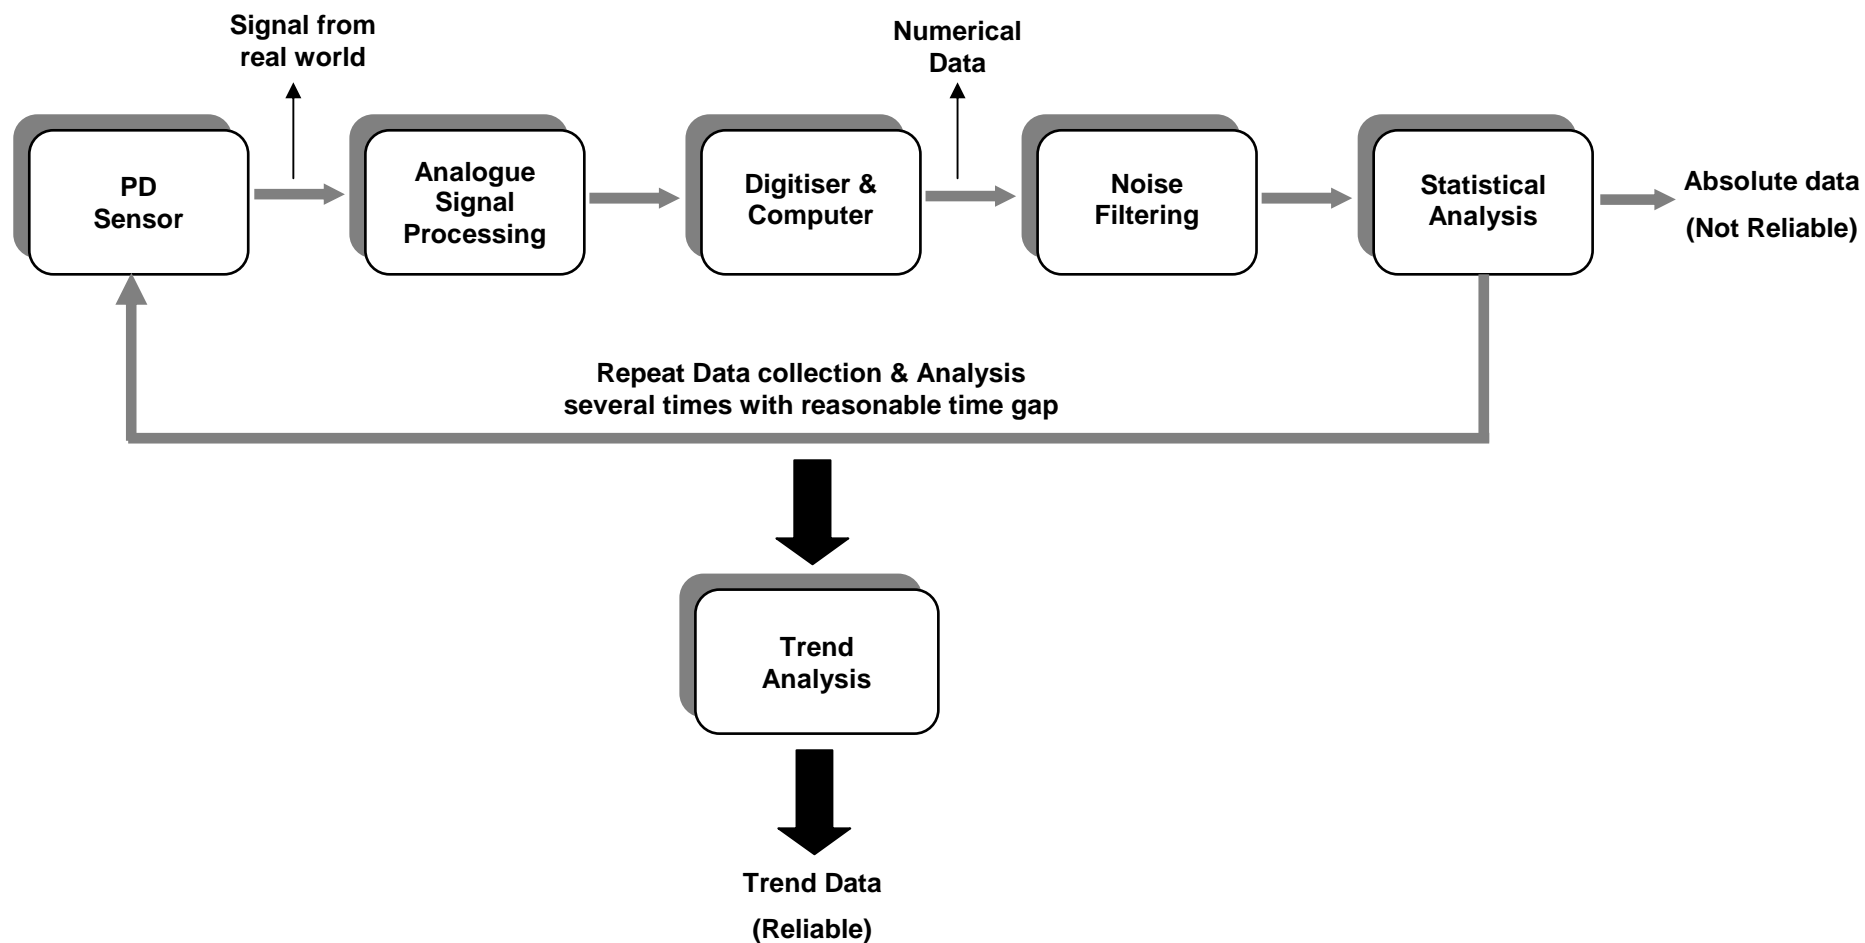 Signal from
real world
Numerical
Data
PD
Sensor
Analogue
Signal
Processing
Digitiser &
Computer
Noise
Filtering
Statistical
Analysis
Absolute data
(Not Reliable)
Repeat Data collection & Analysis
several times with reasonable time gap
Trend
Analysis
Trend Data
(Reliable)